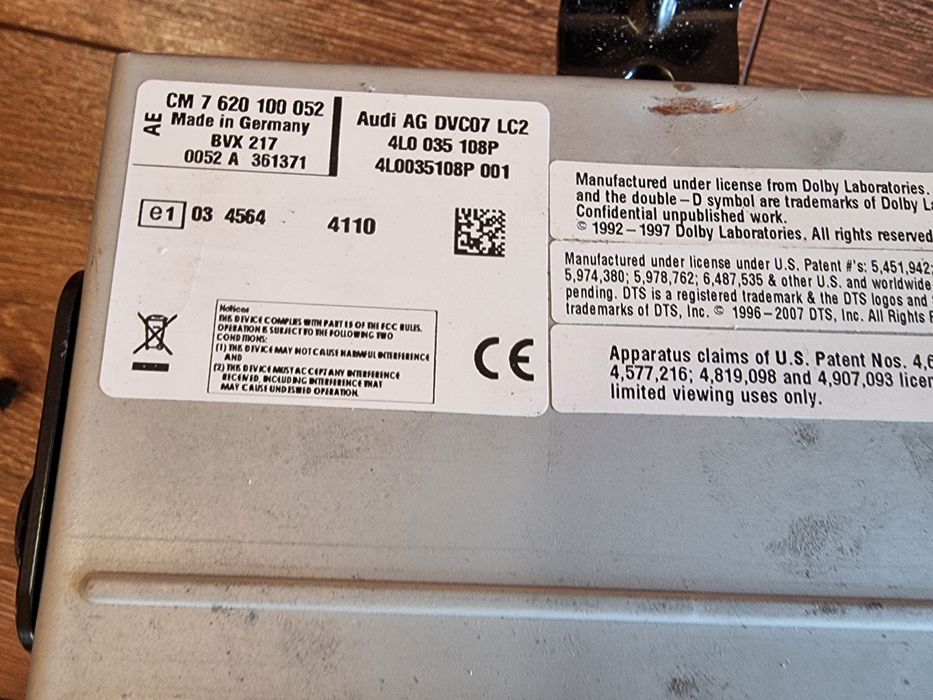 AE
CM 7 620 100 052
Made in Germany
BVX 217
0052 A 361371
Audi AG DVC07 LC2
4L0 035 108P
4L0035108P 001
e1 03 4564
4110
Notices
THIS DEVICE COMPLIES WITH PART 15 OF THE FCC RULES.
OPERATION IS SUBJECT TO THE FOLLOWING TWO
CONDITIONS:
(1) THIS DEVICE MAY NOT CAUSE HARMFUL INTERFERENCE
AND
(2) THIS DEVICE MUST ACCEPT ANY INTERFERENCE
RECEIVED, INCLUDING INTERFERENCE THAT
MAY CAUSE UNDESIRED OPERATION.
CE
Manufactured under license from Dolby Laboratories.
and the double-D symbol are trademarks of Dolby La
Confidential unpublished work.
© 1992-1997 Dolby Laboratories. All rights reserved
Manufactured under license under U.S. Patent #'s: 5,451,942;
5,974,380; 5,978,762; 6,487,535 & other U.S. and worldwide
pending. DTS is a registered trademark & the DTS logos and
trademarks of DTS, Inc. © 1996-2007 DTS, Inc. All Rights R
Apparatus claims of U.S. Patent Nos. 4,6
4,577,216; 4,819,098 and 4,907,093 licen
limited viewing uses only.